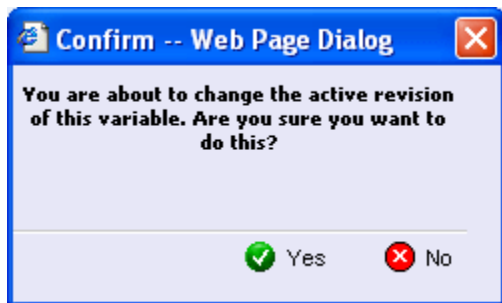 Confirm -- Web Page Dialog
You are about to change the active revision
of this variable. Are you sure you want to
do this?
Yes No